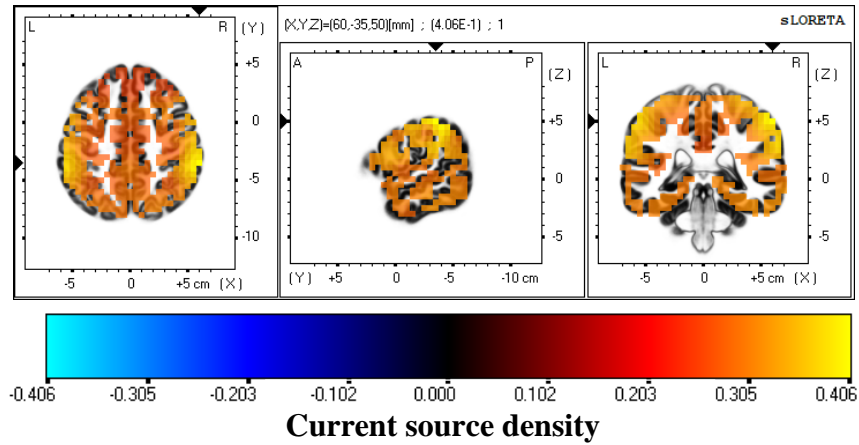 (X,Y,Z)=(60,-35,50)[mm] ; (4.06E-1) ; 1 sLORETA
L R (Y)
+5
0
-5
-10
-5 0 +5 cm (X)
A P (Z)
+5
0
-5
(Y) +5 0 -5 -10 cm
L R (Z)
+5
0
-5
-5 0 +5 cm (X)
-0.406 -0.305 -0.203 -0.102 0.000 0.102 0.203 0.305 0.406
Current source density